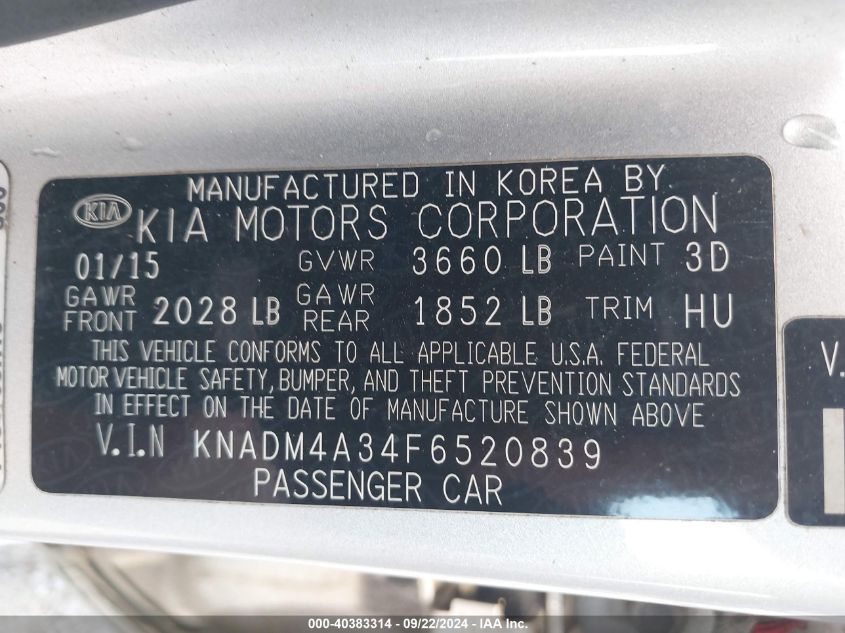 MANUFACTURED IN KOREA BY
KIA KIA MOTORS CORPORATION
01/15 GVWR 3660 LB PAINT 3D
GAWR FRONT 2028 LB GAWR REAR 1852 LB TRIM HU
THIS VEHICLE CONFORMS TO ALL APPLICABLE U.S.A. FEDERAL
MOTOR VEHICLE SAFETY, BUMPER, AND THEFT PREVENTION STANDARDS
IN EFFECT ON THE DATE OF MANUFACTURE SHOWN ABOVE
V.I.N KNADM4A34F6520839
PASSENGER CAR
V.
000-40383314 - 09/22/2024 - IAAI.com